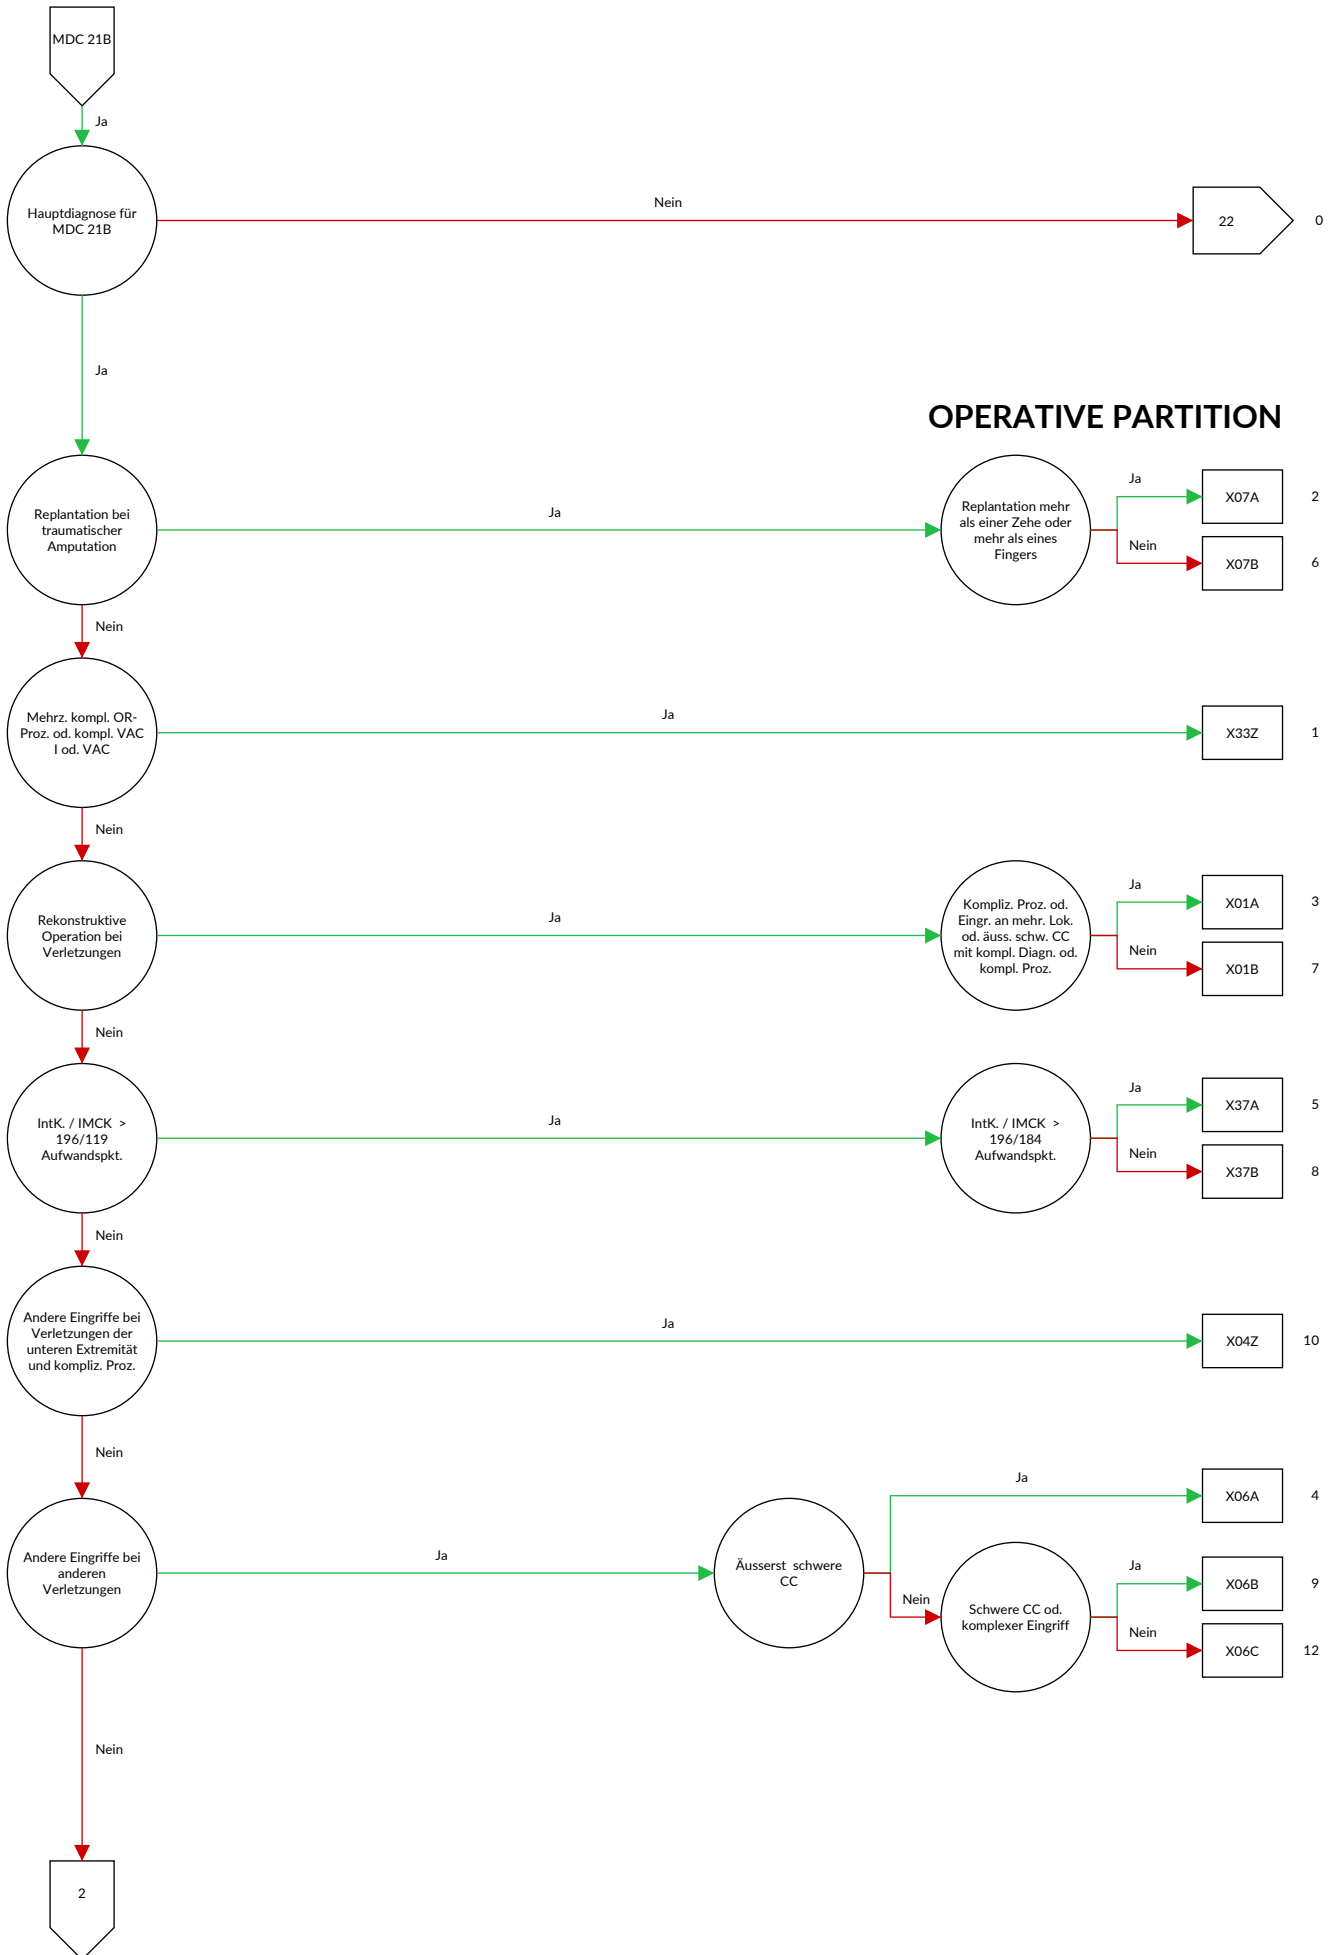 MDC 21B
Ja
Hauptdiagnose für
MDC 21B
Nein
22
0
Ja
OPERATIVE PARTITION
Replantation bei
traumatischer
Amputation
Ja
Replantation mehr
als einer Zehe oder
mehr als eines
Fingers
Ja
X07A
2
Nein
X07B
6
Nein
Mehrz. kompl. OR-
Proz. od. kompl. VAC
I od. VAC
Ja
X33Z
1
Nein
Rekonstruktive
Operation bei
Verletzungen
Ja
Kompliz. Proz. od.
Eingr. an mehr. Lok.
od. äuss. schw. CC
mit kompl. Diagn. od.
kompl. Proz.
Ja
X01A
3
Nein
X01B
7
Nein
IntK. / IMCK >
196/119
Aufwandspkt.
Ja
IntK. / IMCK >
196/184
Aufwandspkt.
Ja
X37A
5
Nein
X37B
8
Nein
Andere Eingriffe bei
Verletzungen der
unteren Extremität
und kompliz. Proz.
Ja
X04Z
10
Nein
Andere Eingriffe bei
anderen
Verletzungen
Ja
Äusserst schwere
CC
Ja
X06A
4
Nein
Schwere CC od.
komplexer Eingriff
Ja
X06B
9
Nein
X06C
12
Nein
2